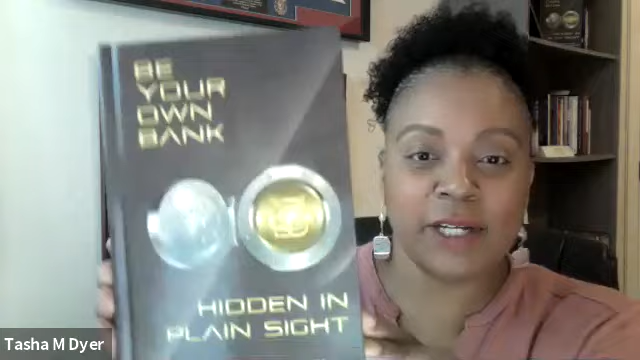 BE
YOUR
OWN
BANK
HIDDEN IN
PLAIN SIGHT
Tasha M Dyer